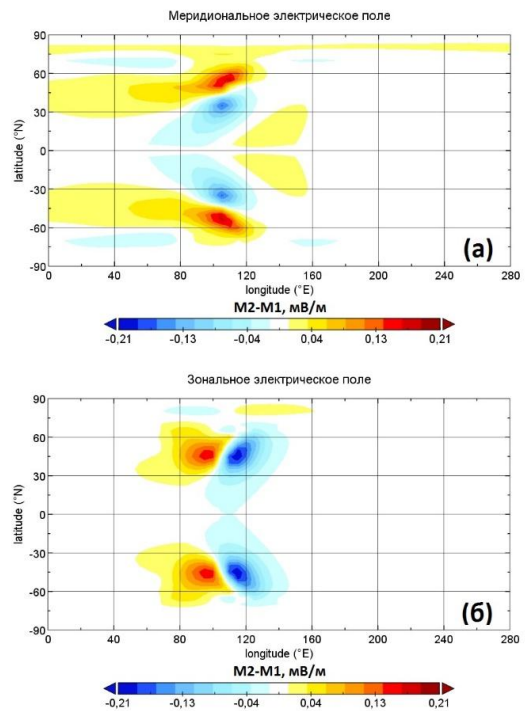 Меридиональное электрическое поле
90
60
30
0
-30
-60
-90
latitude (°N)
(а)
0 40 80 120 160 200 240 280
longitude (°E)
M2-M1, мВ/м
-0,21 -0,13 -0,04 0,04 0,13 0,21
Зональное электрическое поле
90
60
30
0
-30
-60
-90
latitude (°N)
(б)
0 40 80 120 160 200 240 280
longitude (°E)
M2-M1, мВ/м
-0,21 -0,13 -0,04 0,04 0,13 0,21